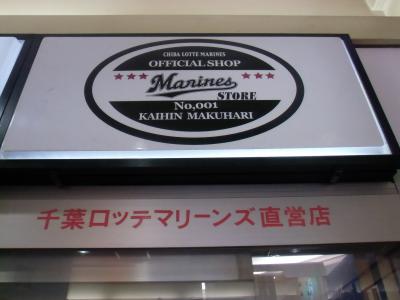 CHIBA LOTTE MARINES
OFFICIAL SHOP
Marines
STORE
No,001
KAIHIN MAKUHARI
千葉ロッテマリーンズ直営店